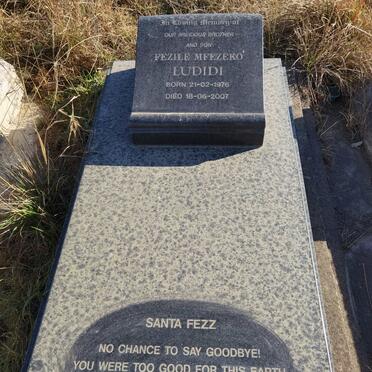 In Loving Memory of
OUR PRECIOUS BROTHER
AND SON
FEZILE MFEZEKO
LUDIDI
BORN 21-02-1976
DIED 18-06-2007
SANTA FEZZ
NO CHANCE TO SAY GOODBYE!
YOU WERE TOO GOOD FOR THIS EARTH